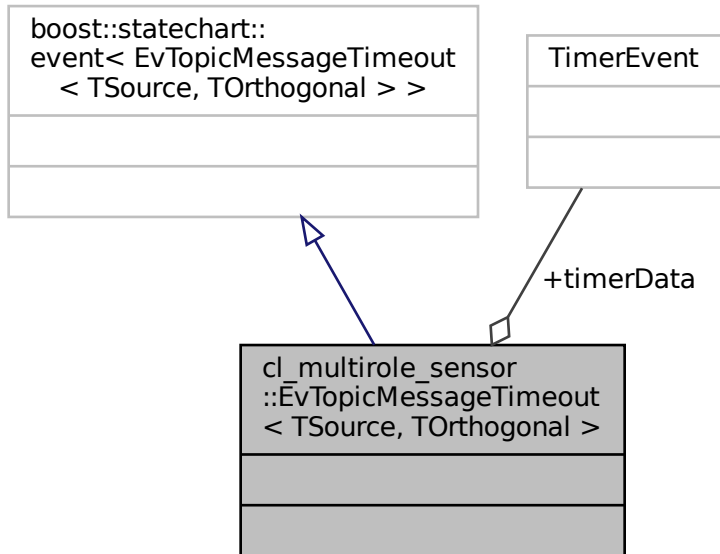 boost::statechart::
event< EvTopicMessageTimeout
< TSource, TOrthogonal > >
TimerEvent
+timerData
cl_multirole_sensor
::EvTopicMessageTimeout
< TSource, TOrthogonal >